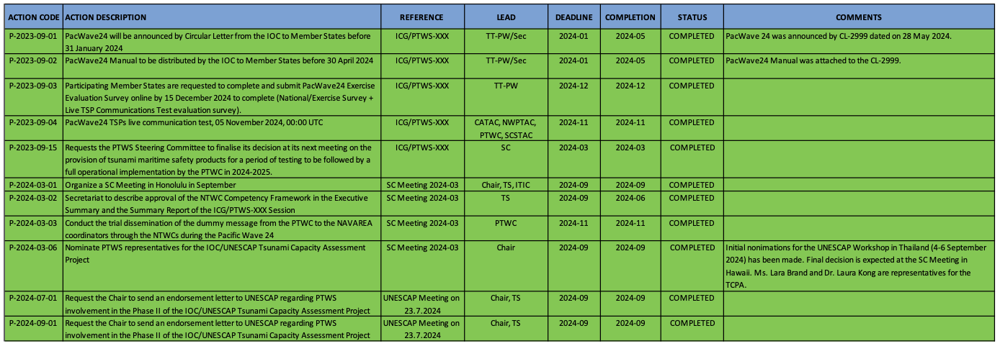 ACTION CODE ACTION DESCRIPTION REFERENCE LEAD DEADLINE COMPLETION STATUS COMMENTS
P-2023-09-01 PacWave24 will be announced by Circular Letter from the IOC to Member States before ICG/PTWS-XXX TT-PW/Sec 2024-01 2024-05 COMPLETED PacWave 24 was announced by CL-2999 dated on 28 May 2024.
31 January 2024
P-2023-09-02 PacWave24 Manual to be distributed by the IOC to Member States before 30 April 2024 ICG/PTWS-XXX TT-PW/Sec 2024-01 2024-05 COMPLETED PacWave24 Manual was attached to the CL-2999.
P-2023-09-03 Participating Member States are requested to complete and submit PacWave24 Exercise ICG/PTWS-XXX TT-PW 2024-12 2024-12 COMPLETED
Evaluation Survey online by 15 December 2024 to complete (National/Exercise Survey +
Live TSP Communications Test evaluation survey).
P-2023-09-04 PacWave24 TSPs live communication test, 05 November 2024, 00:00 UTC ICG/PTWS-XXX CATAC, NWPTAC, 2024-11 2024-11 COMPLETED
PTWC, SCSTAC
P-2023-09-15 Requests the PTWS Steering Committee to finalise its decision at its next meeting on the ICG/PTWS-XXX SC 2024-03 2024-03 COMPLETED
provision of tsunami maritime safety products for a period of testing to be followed by a
full operational implementation by the PTWC in 2024-2025.
P-2024-03-01 Organize a SC Meeting in Honolulu in September SC Meeting 2024-03 Chair, TS, ITIC 2024-09 2024-09 COMPLETED
P-2024-03-02 Secretariat to describe approval of the NTWC Competency Framework in the Executive SC Meeting 2024-03 TS 2024-09 2024-06 COMPLETED
Summary and the Summary Report of the ICG/PTWS-XXX Session
P-2024-03-03 Conduct the trial dissemination of the dummy message from the PTWC to the NAVAREA SC Meeting 2024-03 PTWC 2024-11 2024-11 COMPLETED
coordinators through the NTWCs during the Pacific Wave 24
P-2024-03-06 Nominate PTWS representatives for the IOC/UNESCAP Tsunami Capacity Assessment SC Meeting 2024-03 Chair 2024-09 2024-09 COMPLETED Initial nonimations for the UNESCAP Workshop in Thailand (4-6 September
Project 2024) has been made. Final decision is expected at the SC Meeting in
Hawaii. Ms. Lara Brand and Dr. Laura Kong are representatives for the
TCPA.
P-2024-07-01 Request the Chair to send an endorsement letter to UNESCAP regarding PTWS UNESCAP Meeting on Chair, TS 2024-09 2024-09 COMPLETED
involvement in the Phase II of the IOC/UNESCAP Tsunami Capacity Assessment Project 23.7.2024
P-2024-09-01 Request the Chair to send an endorsement letter to UNESCAP regarding PTWS UNESCAP Meeting on Chair, TS 2024-09 2024-09 COMPLETED
involvement in the Phase II of the IOC/UNESCAP Tsunami Capacity Assessment Project 23.7.2024